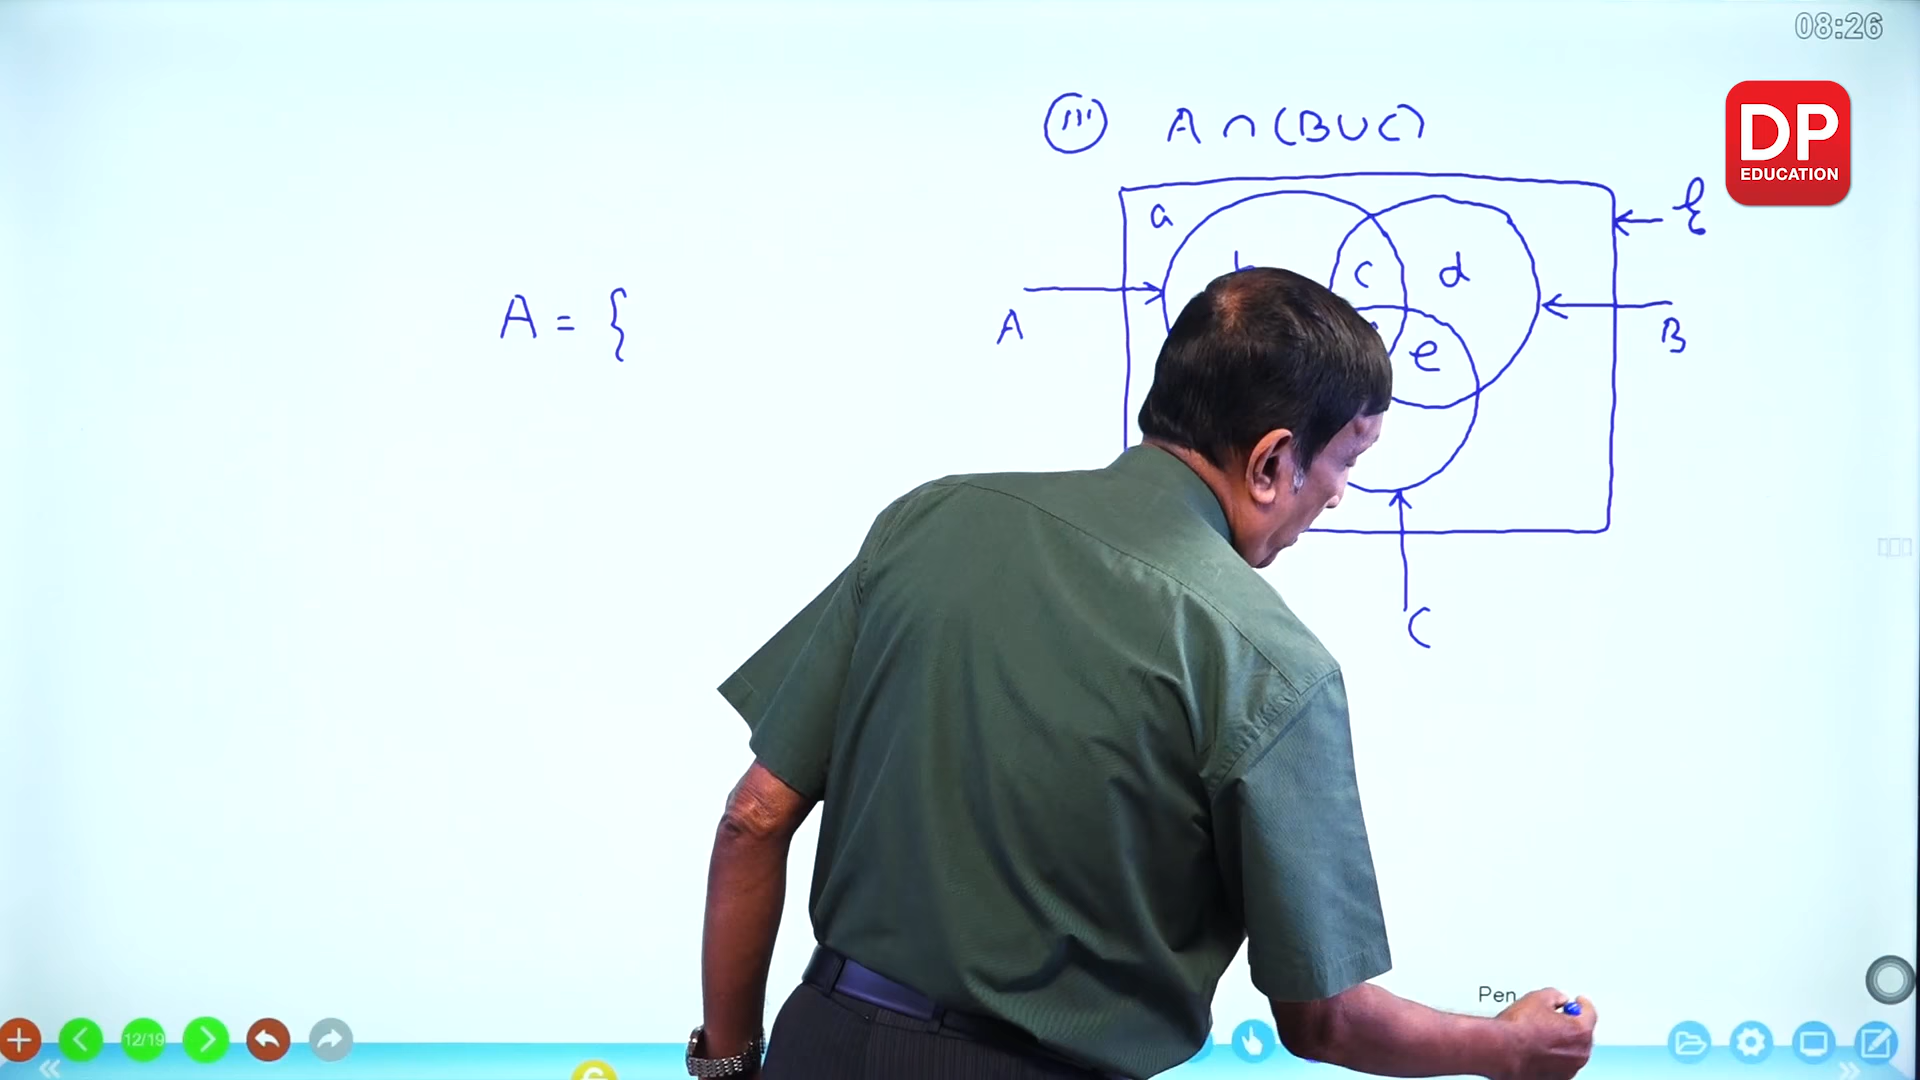 08:26
(iii) A ∩ (B ∪ C)
DP
EDUCATION
a
ξ
c
d
A = {
A
B
e
C
Pen
12/19